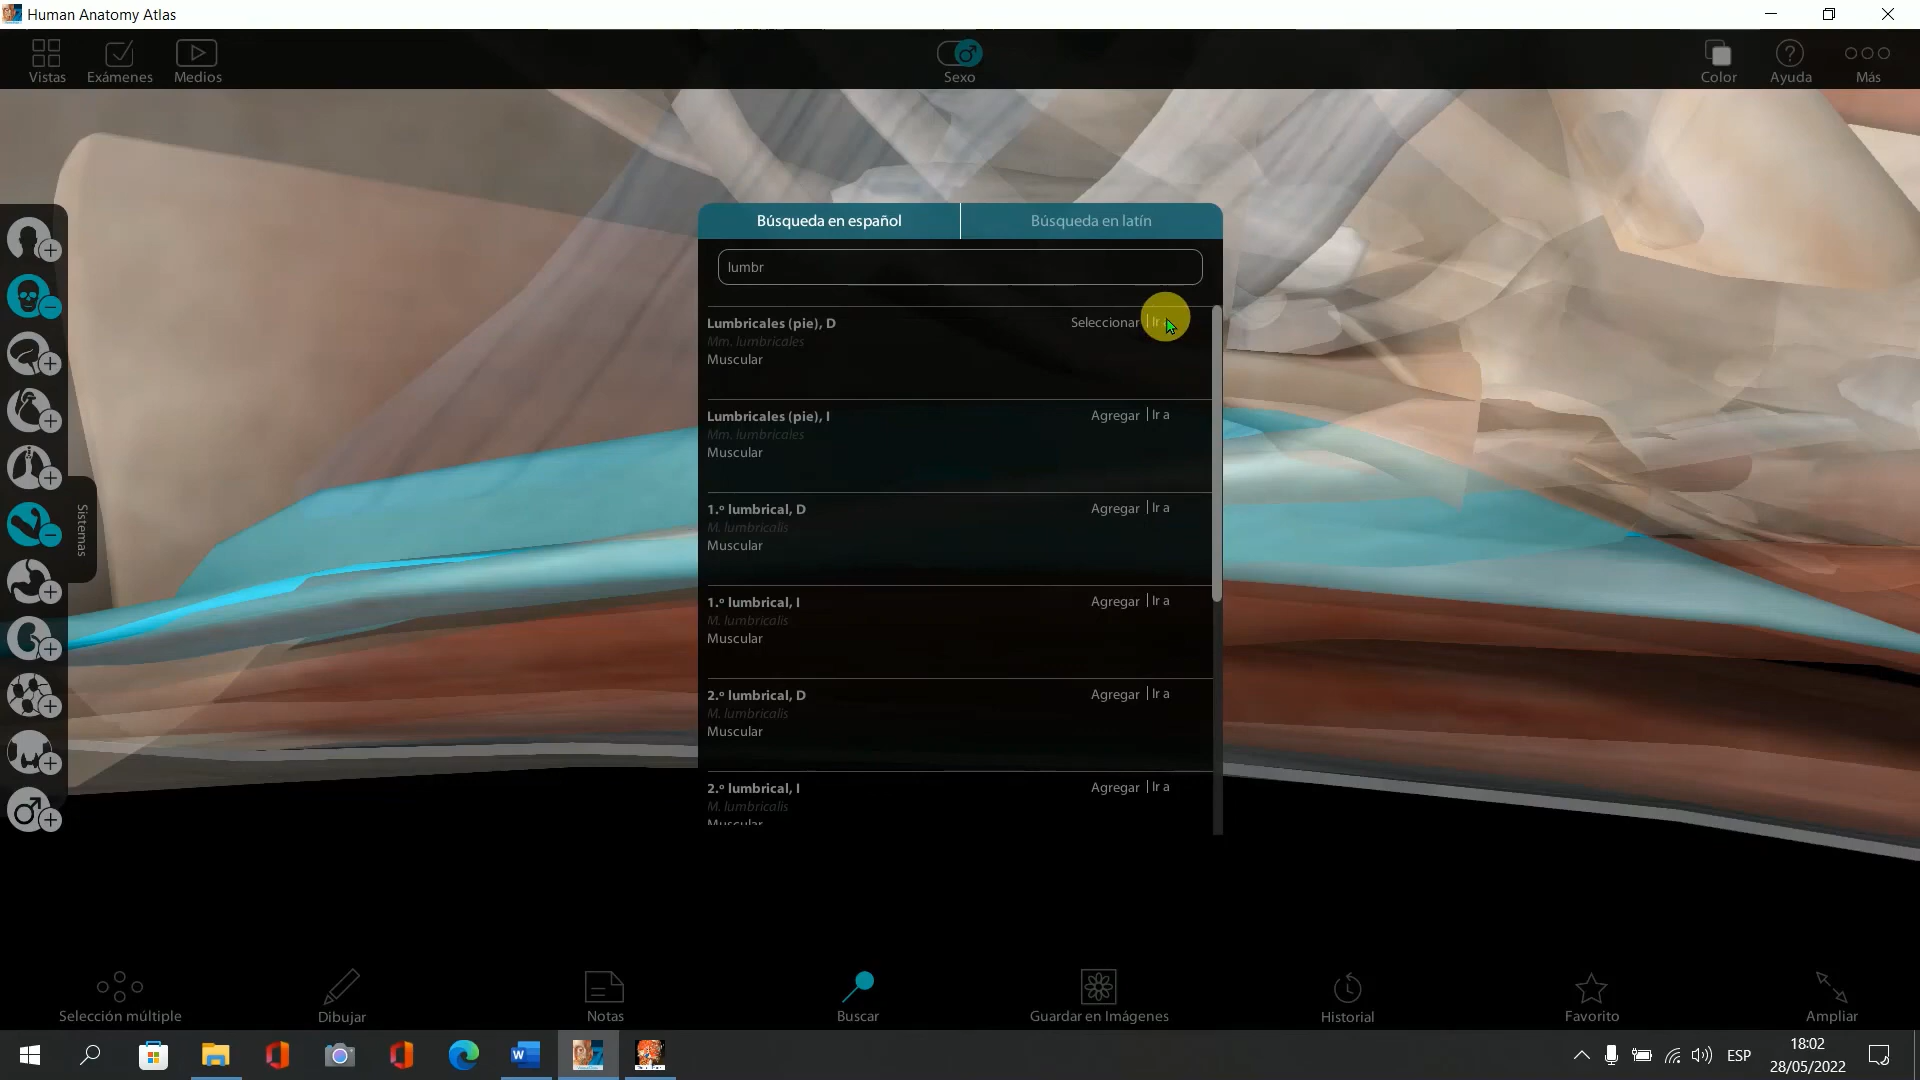 Human Anatomy Atlas
Vistas
Exámenes
Medios
Sexo
Color
Ayuda
Más
Sistemas
Búsqueda en español
Búsqueda en latín
lumbr
Lumbricales (pie), D
Seleccionar | Ir a
Mm. lumbricales
Muscular
Lumbricales (pie), I
Agregar | Ir a
Mm. lumbricales
Muscular
1.º lumbrical, D
Agregar | Ir a
M. lumbricalis
Muscular
1.º lumbrical, I
Agregar | Ir a
M. lumbricalis
Muscular
2.º lumbrical, D
Agregar | Ir a
M. lumbricalis
Muscular
2.º lumbrical, I
Agregar | Ir a
M. lumbricalis
Muscular
Selección múltiple
Dibujar
Notas
Buscar
Guardar en Imágenes
Historial
Favorito
Ampliar
ESP
18:02
28/05/2022